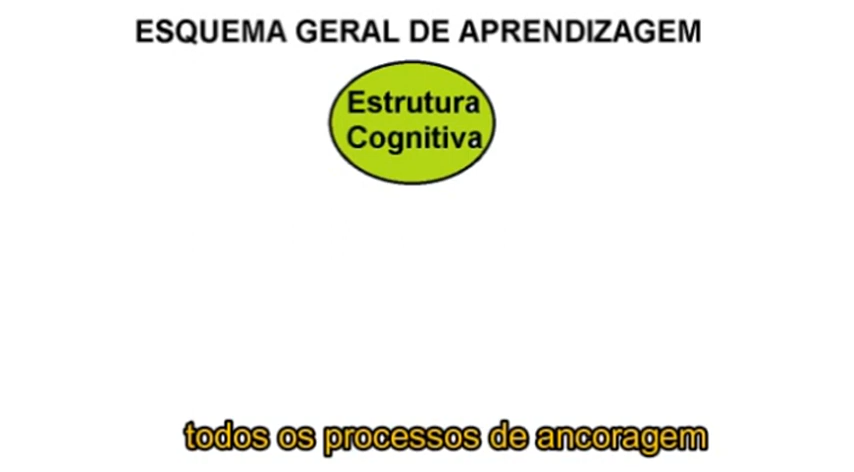 ESQUEMA GERAL DE APRENDIZAGEM
Estrutura
Cognitiva
todos os processos de ancoragem